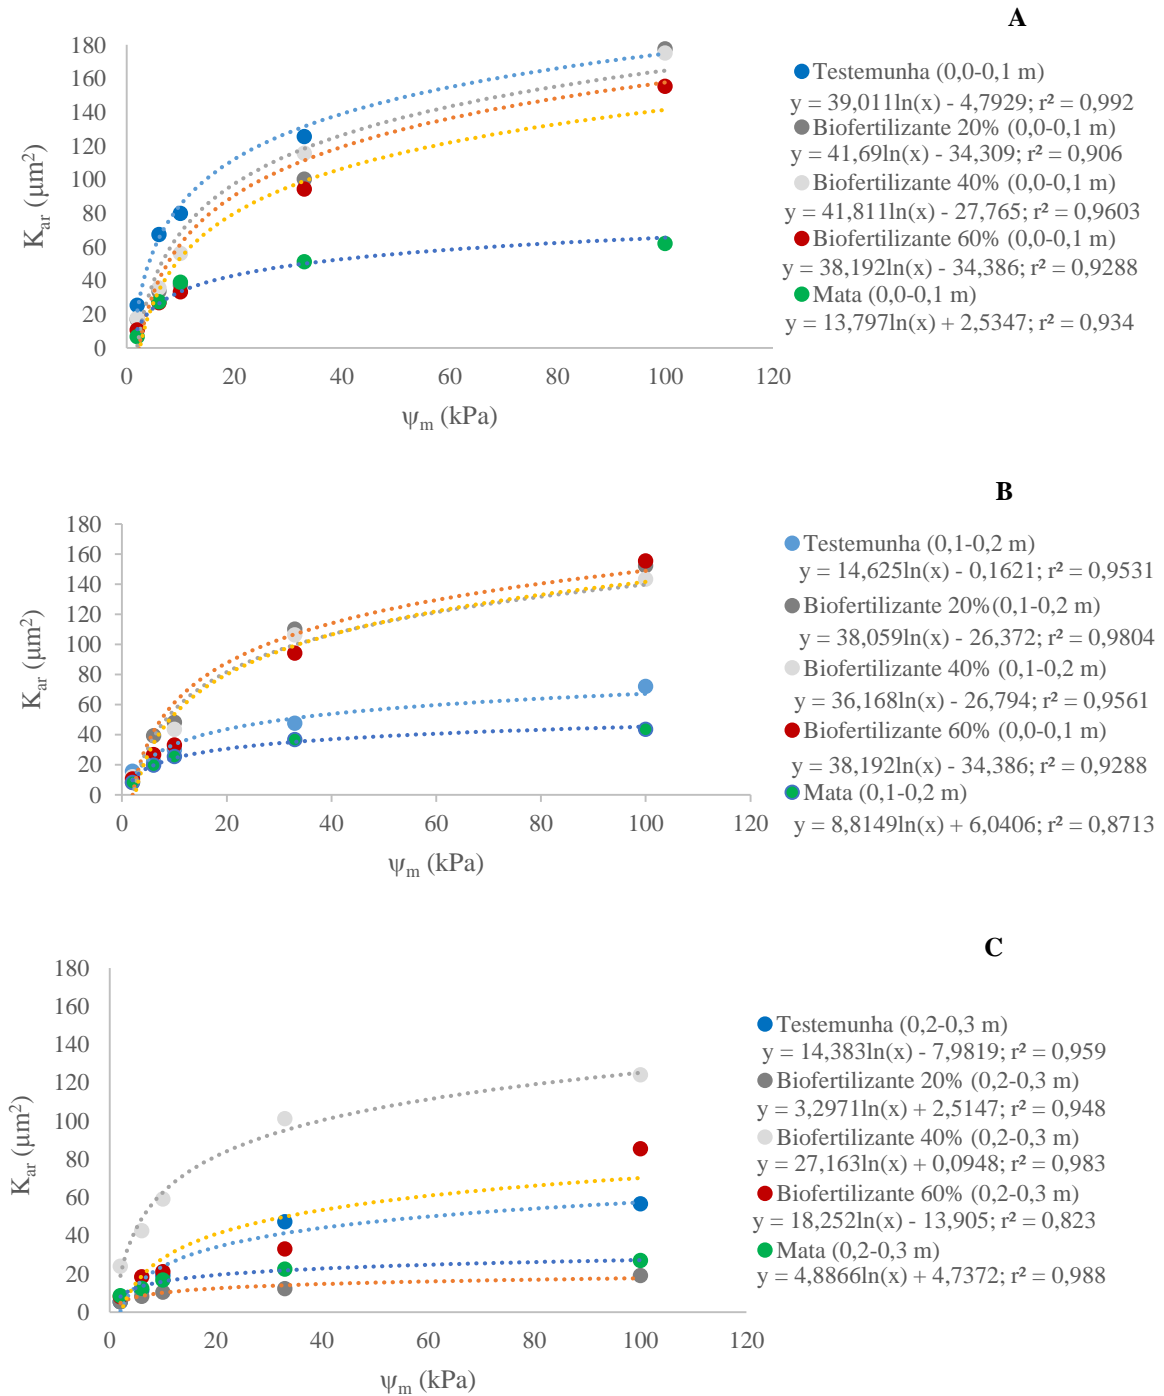 A
180
160
140
120
100
80
60
40
20
0
0 20 40 60 80 100 120
K_ar (µm²)
ψ_m (kPa)
Testemunha (0,0-0,1 m)
y = 39,011ln(x) - 4,7929; r² = 0,992
Biofertilizante 20% (0,0-0,1 m)
y = 41,69ln(x) - 34,309; r² = 0,906
Biofertilizante 40% (0,0-0,1 m)
y = 41,811ln(x) - 27,765; r² = 0,9603
Biofertilizante 60% (0,0-0,1 m)
y = 38,192ln(x) - 34,386; r² = 0,9288
Mata (0,0-0,1 m)
y = 13,797ln(x) + 2,5347; r² = 0,934
B
180
160
140
120
100
80
60
40
20
0
0 20 40 60 80 100 120
K_ar (µm²)
ψ_m (kPa)
Testemunha (0,1-0,2 m)
y = 14,625ln(x) - 0,1621; r² = 0,9531
Biofertilizante 20%(0,1-0,2 m)
y = 38,059ln(x) - 26,372; r² = 0,9804
Biofertilizante 40% (0,1-0,2 m)
y = 36,168ln(x) - 26,794; r² = 0,9561
Biofertilizante 60% (0,0-0,1 m)
y = 38,192ln(x) - 34,386; r² = 0,9288
Mata (0,1-0,2 m)
y = 8,8149ln(x) + 6,0406; r² = 0,8713
C
180
160
140
120
100
80
60
40
20
0
0 20 40 60 80 100 120
K_ar (µm²)
ψ_m (kPa)
Testemunha (0,2-0,3 m)
y = 14,383ln(x) - 7,9819; r² = 0,959
Biofertilizante 20% (0,2-0,3 m)
y = 3,2971ln(x) + 2,5147; r² = 0,948
Biofertilizante 40% (0,2-0,3 m)
y = 27,163ln(x) + 0,0948; r² = 0,983
Biofertilizante 60% (0,2-0,3 m)
y = 18,252ln(x) - 13,905; r² = 0,823
Mata (0,2-0,3 m)
y = 4,8866ln(x) + 4,7372; r² = 0,988